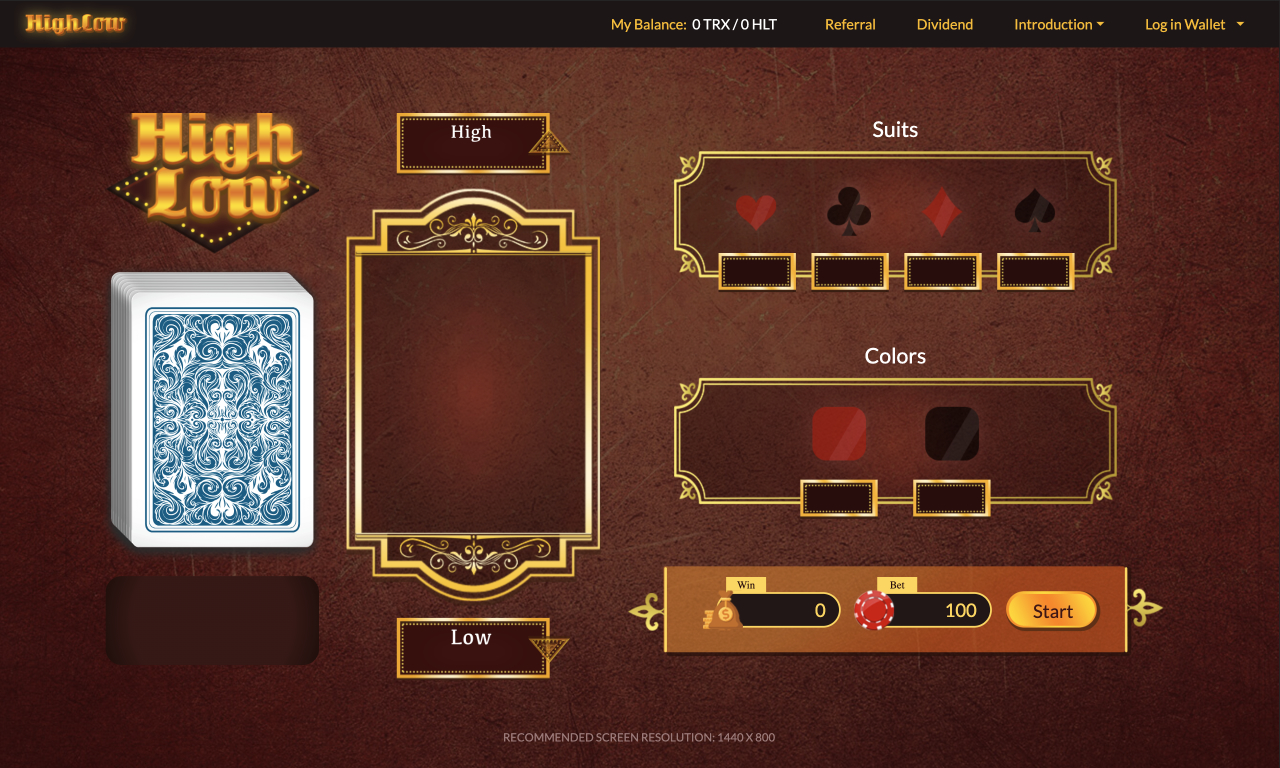 HighLow
My Balance: 0 TRX / 0 HLT
Referral
Dividend
Introduction
Log in Wallet
High
Low
High
Suits
Colors
Win
0
Bet
100
Start
Low
RECOMMENDED SCREEN RESOLUTION: 1440 X 800